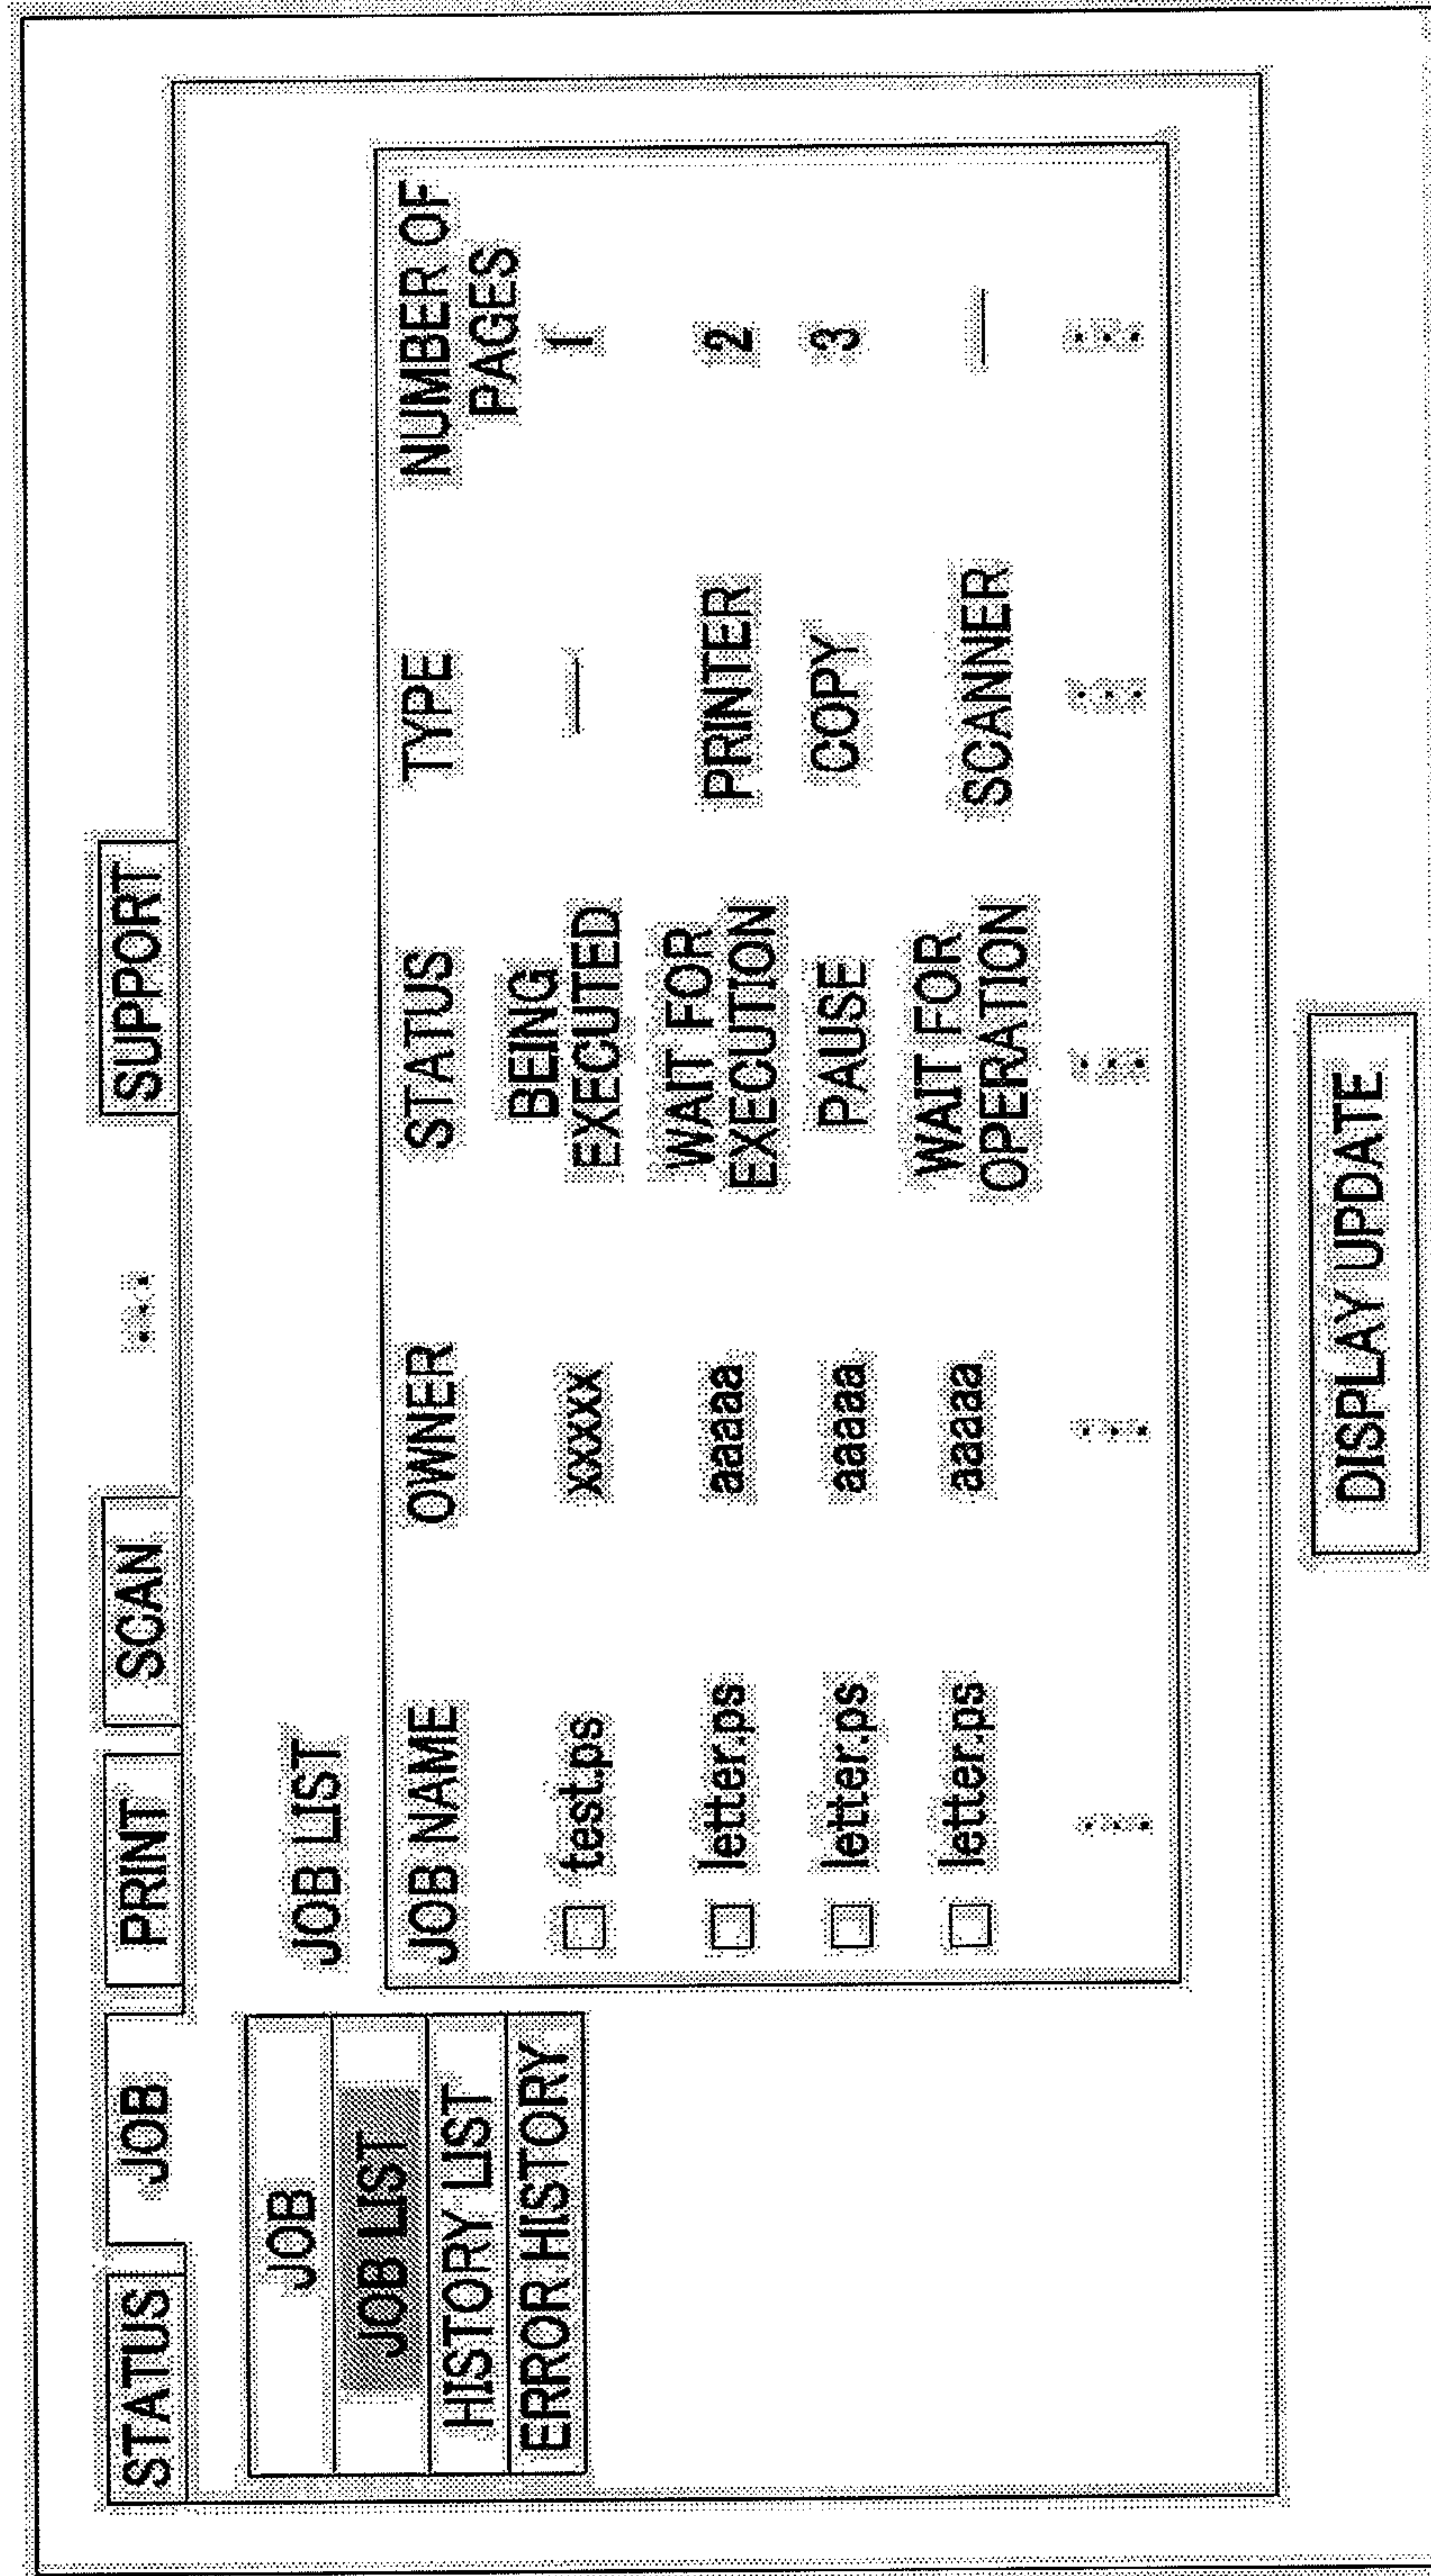 STATUS JOB PRINT SCAN ... SUPPORT
JOB
JOB LIST
HISTORY LIST
ERROR HISTORY
JOB LIST
JOB NAME OWNER STATUS TYPE NUMBER OF
PAGES
□ test.ps xxxxx BEING
EXECUTED — 1
□ letter.ps aaaaa WAIT FOR
EXECUTION PRINTER 2
□ letter.ps aaaaa PAUSE COPY 3
□ letter.ps aaaaa WAIT FOR
OPERATION SCANNER —
... ... ... ... ...
DISPLAY UPDATE